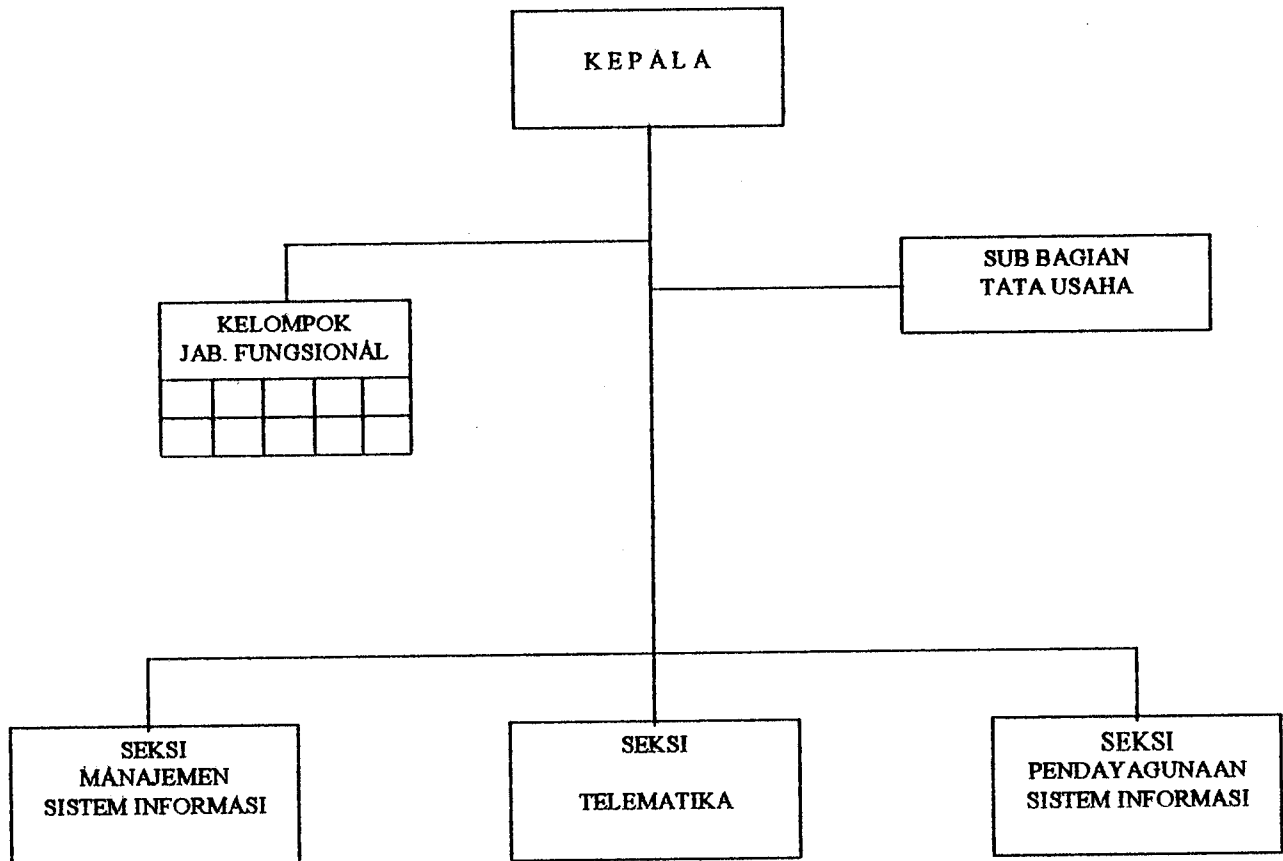 KEPALA
SUB BAGIAN
TATA USAHA
KELOMPOK
JAB. FUNGSIONAL
SEKSI
MANAJEMEN
SISTEM INFORMASI
SEKSI
TELEMATIKA
SEKSI
PENDAYAGUNAAN
SISTEM INFORMASI